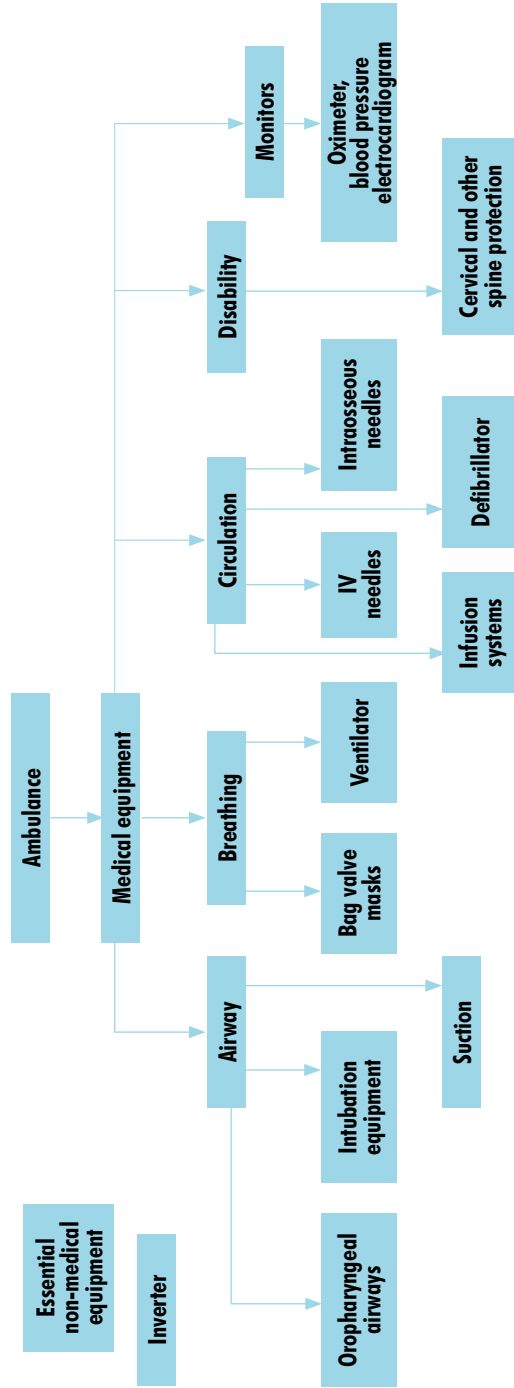 Ambulance
Essential
non-medical
equipment
Medical equipment
Inverter
Airway
Breathing
Circulation
Disability
Monitors
Oropharyngeal
airways
Intubation
equipment
Bag valve
masks
Ventilator
IV
needles
Intraosseous
needles
Oximeter,
blood pressure
electrocardiogram
Suction
Infusion
systems
Defibrillator
Cervical and other
spine protection